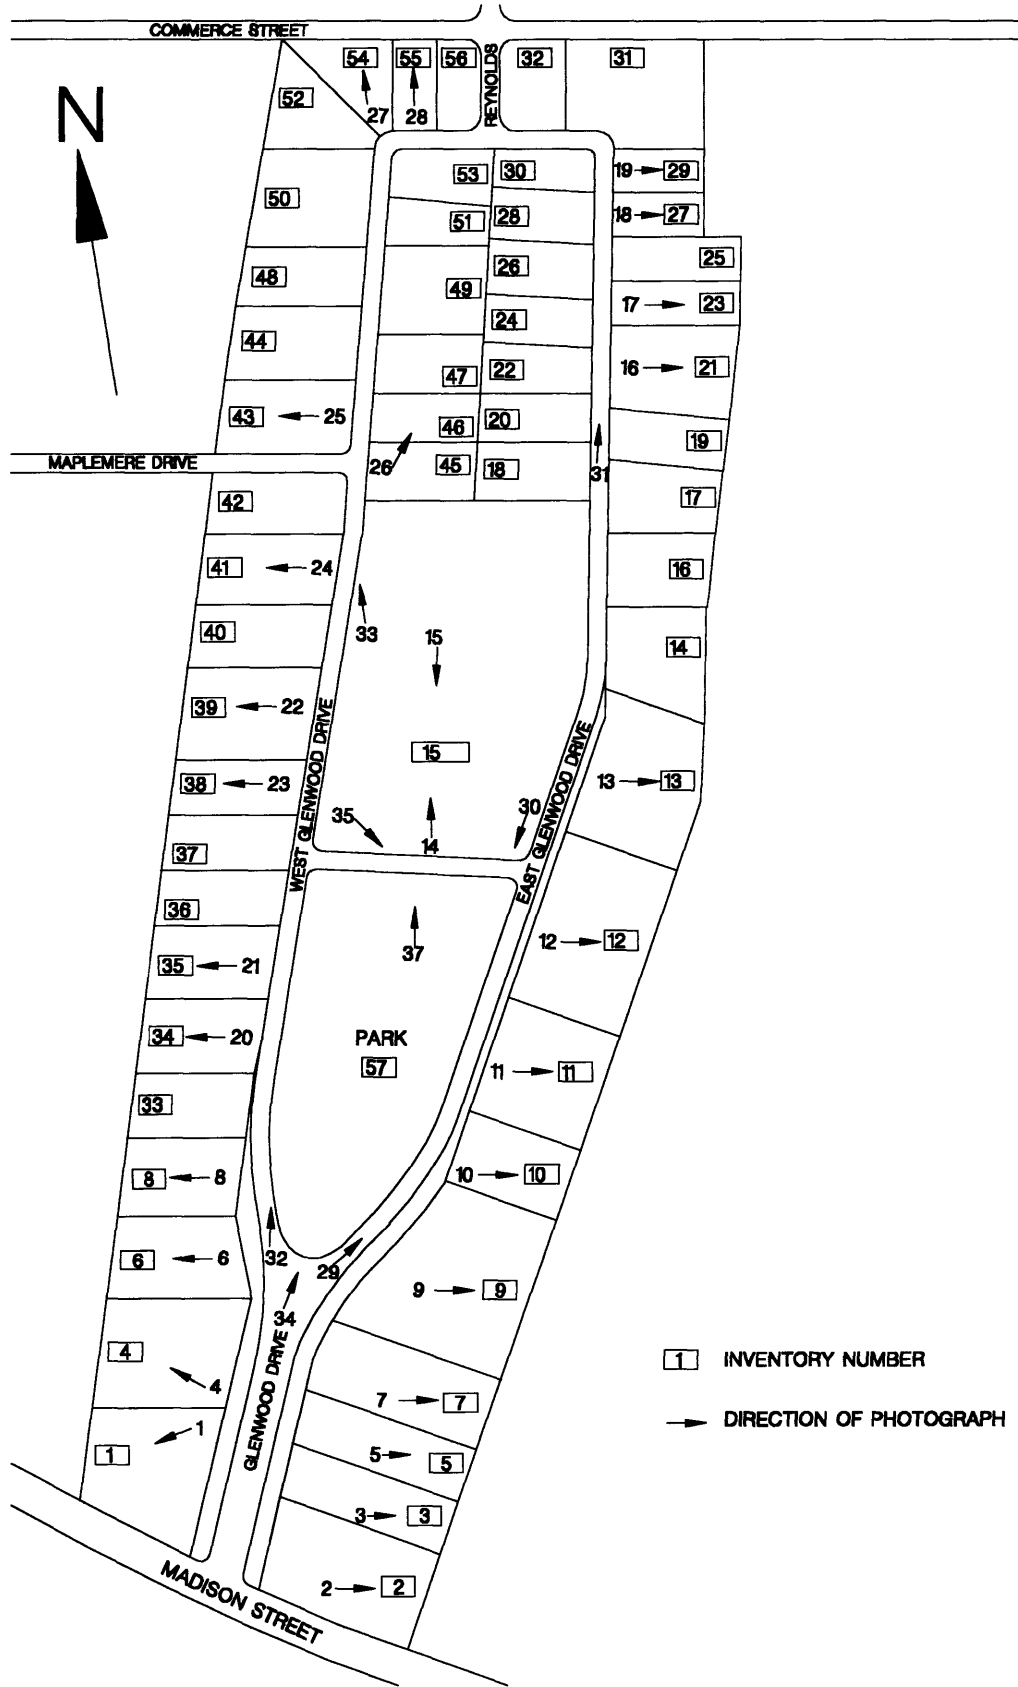 COMMERCE STREET
54 55 56 REYNOLDS 32 31
52 27 28
N
53 30 19 29
50 51 28 18 27
48 49 26 25
24 17 23
44 47 22 16 21
43 25 46 20 19
MAPLEMERE DRIVE 26 45 18 31
42 17
41 24 16
40 33 15 14
39 22
WEST GLENWOOD DRIVE
15
EAST GLENWOOD DRIVE
38 23 13 13
35 14 30
37
36
37 12 12
35 21
34 20 PARK
57 11 11
33
8 8 10 10
6 6 32 29
9 9
34
GLENWOOD DRIVE
4 4
1 INVENTORY NUMBER
7 7
DIRECTION OF PHOTOGRAPH
1 1
5 5
3 3
2 2
MADISON STREET